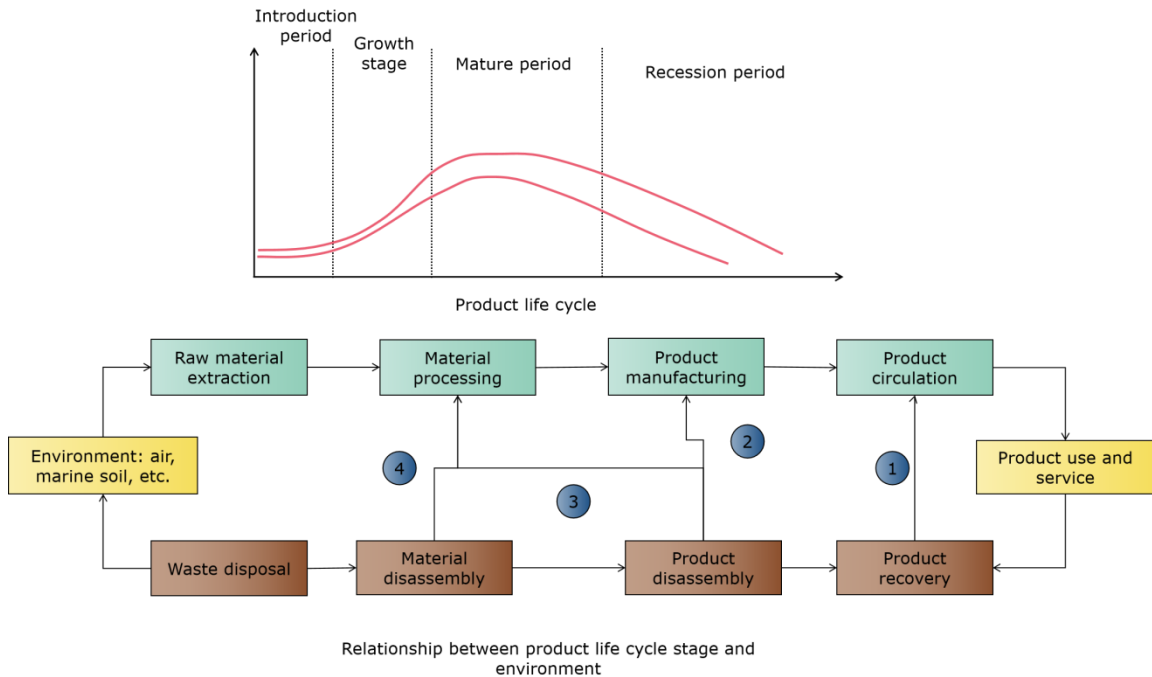 Introduction
period
Growth
stage
Mature period
Recession period
Product life cycle
Raw material
extraction
Material
processing
Product
manufacturing
Product
circulation
Environment: air,
marine soil, etc.
4
3
2
1
Product use and
service
Waste disposal
Material
disassembly
Product
disassembly
Product
recovery
Relationship between product life cycle stage and
environment